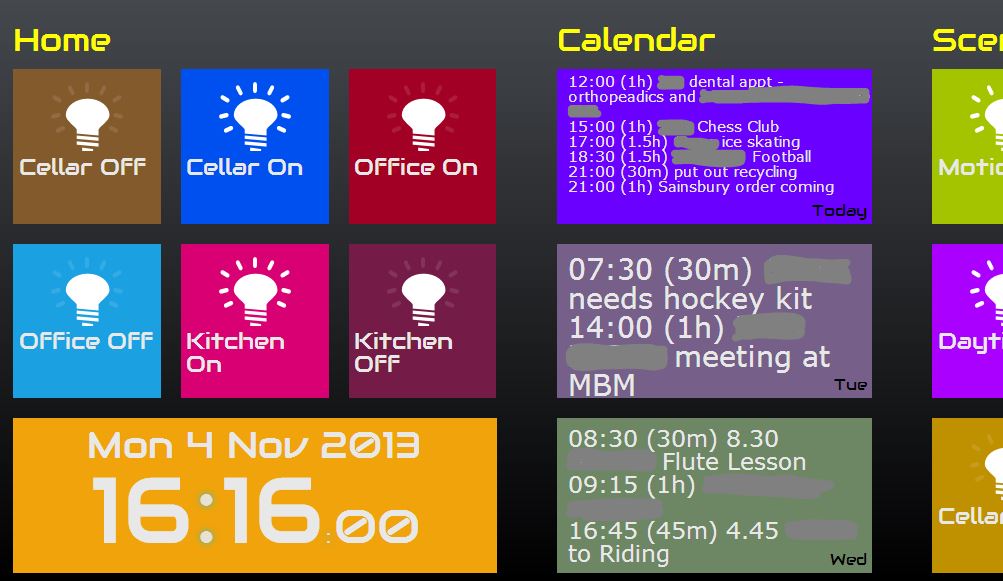 Home
Cellar Off
Cellar On
Office On
Office Off
Kitchen
On
Kitchen
Off
Mon 4 Nov 2013
16:16:00
Calendar
12:00 (1h) dental appt -
orthopeadics and
15:00 (1h) Chess Club
17:00 (1.5h) ice skating
18:30 (1.5h) Football
21:00 (30m) put out recycling
21:00 (1h) Sainsbury order coming
Today
07:30 (30m)
needs hockey kit
14:00 (1h)
meeting at
MBM
Tue
08:30 (30m) 8.30
Flute Lesson
09:15 (1h)
16:45 (45m) 4.45
to Riding
Wed
Scen
Motio
Dayti
Cellar